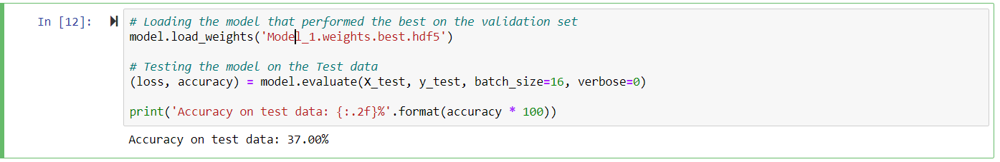 In [12]:
# Loading the model that performed the best on the validation set
model.load_weights('Model_1.weights.best.hdf5')
# Testing the model on the Test data
(loss, accuracy) = model.evaluate(X_test, y_test, batch_size=16, verbose=0)
print('Accuracy on test data: {:.2f}%'.format(accuracy * 100))
Accuracy on test data: 37.00%